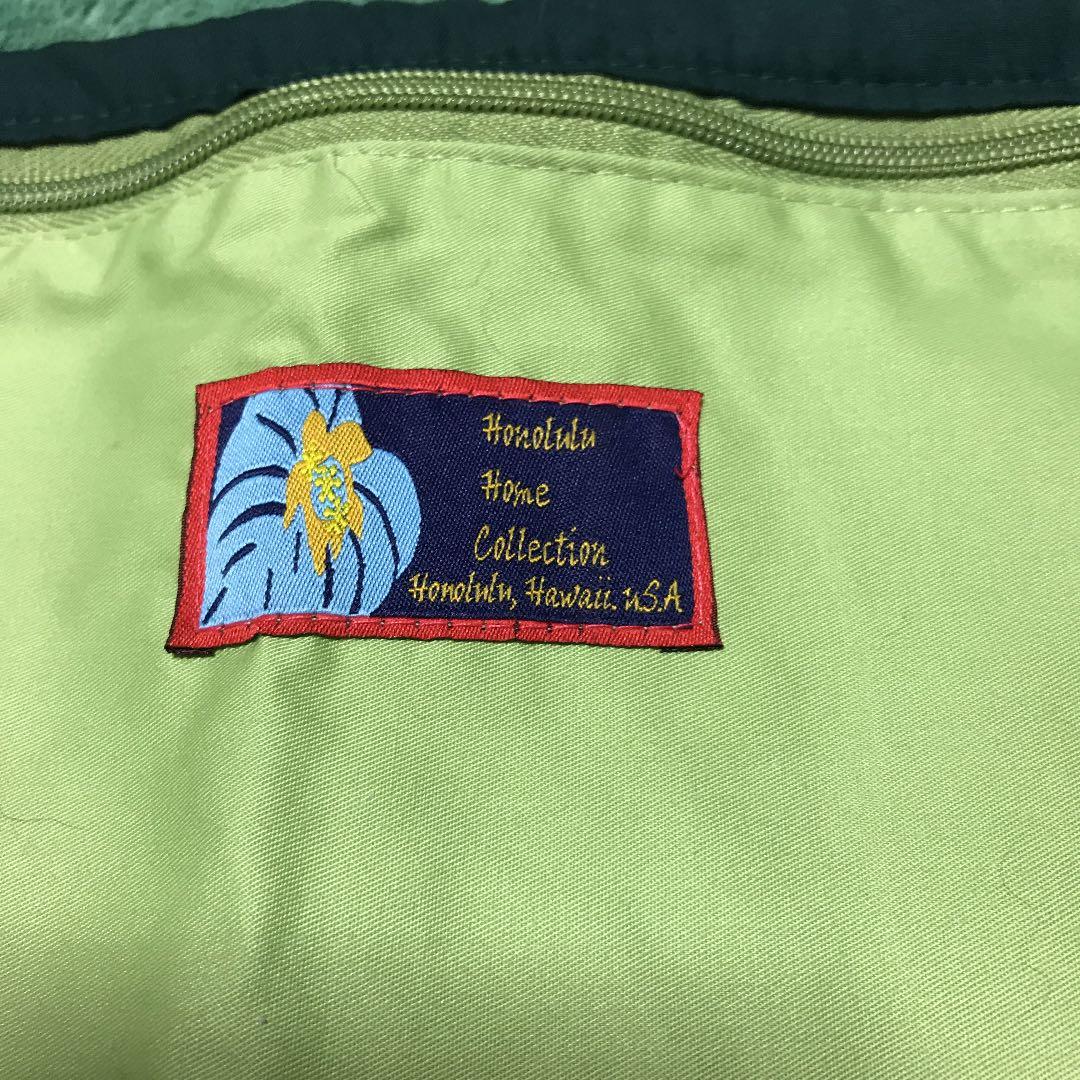 Honolulu
Home
Collection
Honolulu, Hawaii. u.S.A